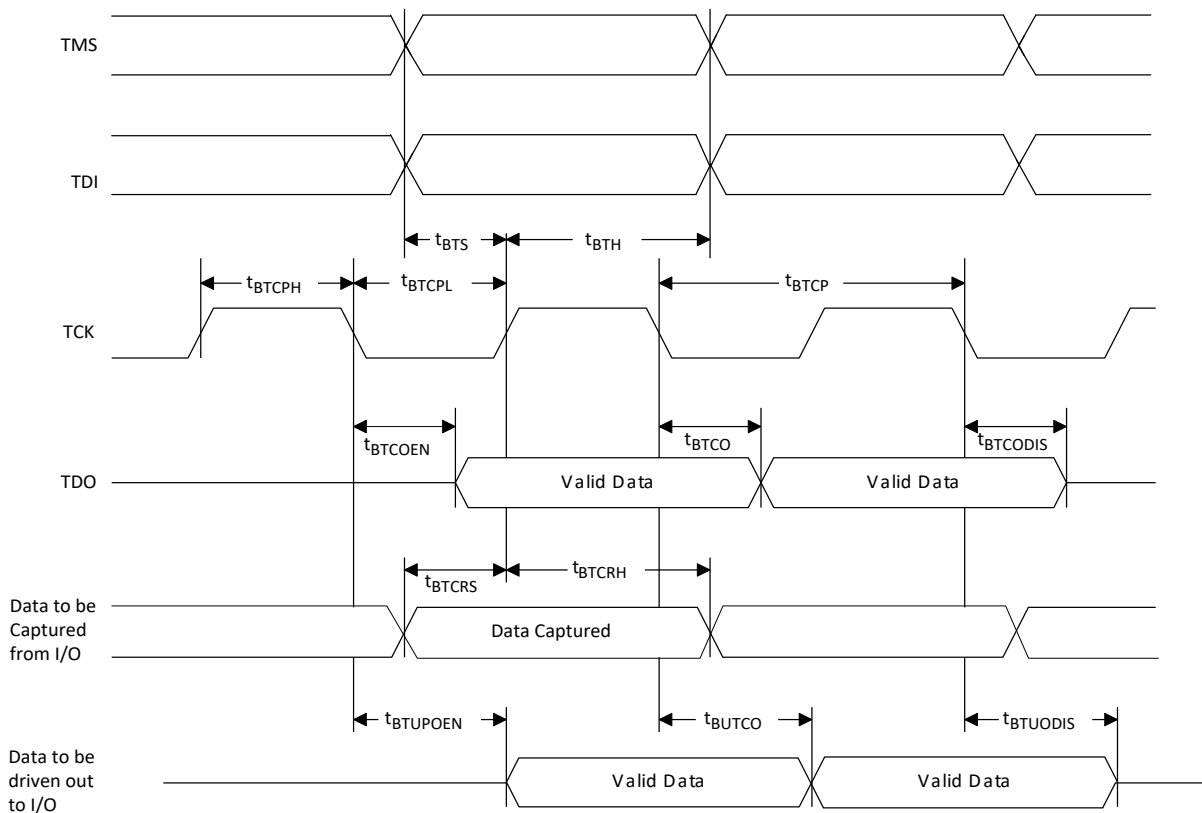 TMS
TDI
tBTS
tBTH
tBTCPH
tBTCPL
tBTCP
TCK
tBTCOEN
tBTCO
tBTCODIS
TDO
Valid Data
Valid Data
tBTCRS
tBTCRH
Data to be
Captured
from I/O
Data Captured
tBTUPOEN
tBUTCO
tBTUODIS
Data to be
driven out
to I/O
Valid Data
Valid Data